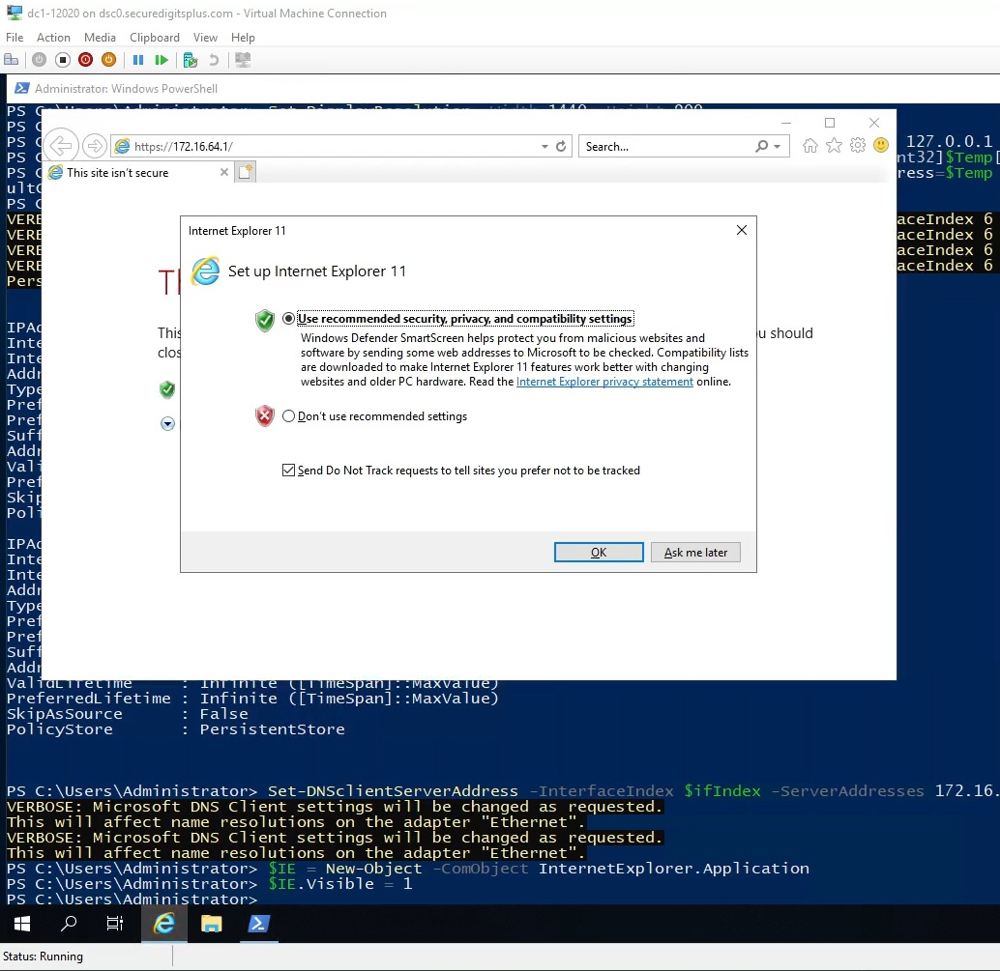 dc1-12020 on dsc0.securedigitsplus.com - Virtual Machine Connection
File Action Media Clipboard View Help
Administrator: Windows PowerShell
PS C:\Users\Administrator> Set-DisplayResolution -Width 1440 -Height 900
PS C
PS C 127.0.0.1
PS C nt32]$Temp[
PS C ress=$Temp
ultG
PS C
https://172.16.64.1/ Search...
This site isn't secure
VERB aceIndex 6
VERB aceIndex 6
VERB aceIndex 6
VERB aceIndex 6
Pers
Internet Explorer 11
Set up Internet Explorer 11
Th
This u should
clos
Use recommended security, privacy, and compatibility settings
Windows Defender SmartScreen helps protect you from malicious websites and
software by sending some web addresses to Microsoft to be checked. Compatibility lists
are downloaded to make Internet Explorer 11 features work better with changing
websites and older PC hardware. Read the Internet Explorer privacy statement online.
Don't use recommended settings
Send Do Not Track requests to tell sites you prefer not to be tracked
OK Ask me later
IPAd
Inte
Inte
Addr
Type
Pref
Pref
Suff
Addr
Vali
Pref
Skip
Poli
IPAd
Inte
Inte
Addr
Type
Pref
Pref
Suff
Addr
ValidLifetime : Infinite ([TimeSpan]::MaxValue)
PreferredLifetime : Infinite ([TimeSpan]::MaxValue)
SkipAsSource : False
PolicyStore : PersistentStore
PS C:\Users\Administrator> Set-DNSclientServerAddress -InterfaceIndex $ifIndex -ServerAddresses 172.16.
VERBOSE: Microsoft DNS Client settings will be changed as requested.
This will affect name resolutions on the adapter "Ethernet".
VERBOSE: Microsoft DNS Client settings will be changed as requested.
This will affect name resolutions on the adapter "Ethernet".
PS C:\Users\Administrator> $IE = New-Object -ComObject InternetExplorer.Application
PS C:\Users\Administrator> $IE.Visible = 1
PS C:\Users\Administrator>
Status: Running